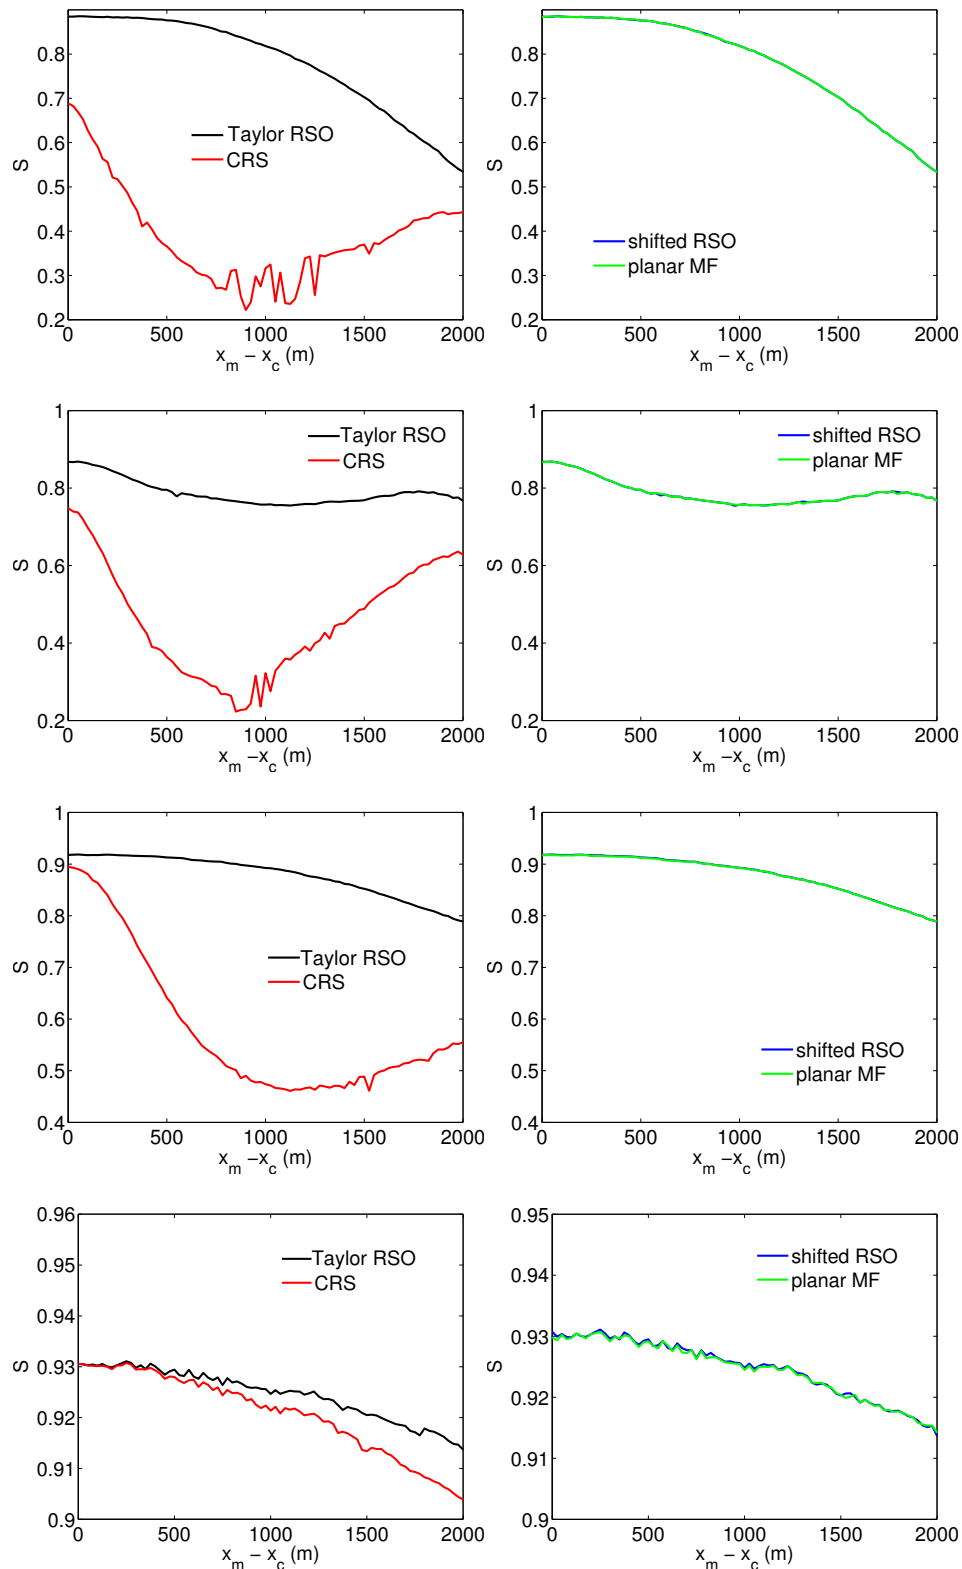 0.9
0.8
0.7
0.6
0.5
0.4
0.3
0.2
S
Taylor RSO
CRS
0 500 1000 1500 2000
x_m − x_c (m)
0.9
0.8
0.7
0.6
0.5
0.4
0.3
0.2
S
shifted RSO
planar MF
0 500 1000 1500 2000
x_m − x_c (m)
1
0.8
0.6
0.4
0.2
S
Taylor RSO
CRS
0 500 1000 1500 2000
x_m −x_c (m)
1
0.8
0.6
0.4
0.2
S
shifted RSO
planar MF
0 500 1000 1500 2000
x_m − x_c (m)
1
0.9
0.8
0.7
0.6
0.5
0.4
S
Taylor RSO
CRS
0 500 1000 1500 2000
x_m −x_c (m)
1
0.9
0.8
0.7
0.6
0.5
0.4
S
shifted RSO
planar MF
0 500 1000 1500 2000
x_m −x_c (m)
0.96
0.95
0.94
0.93
0.92
0.91
0.9
S
Taylor RSO
CRS
0 500 1000 1500 2000
x_m − x_c (m)
0.95
0.94
0.93
0.92
0.91
0.9
S
shifted RSO
planar MF
0 500 1000 1500 2000
x_m − x_c (m)